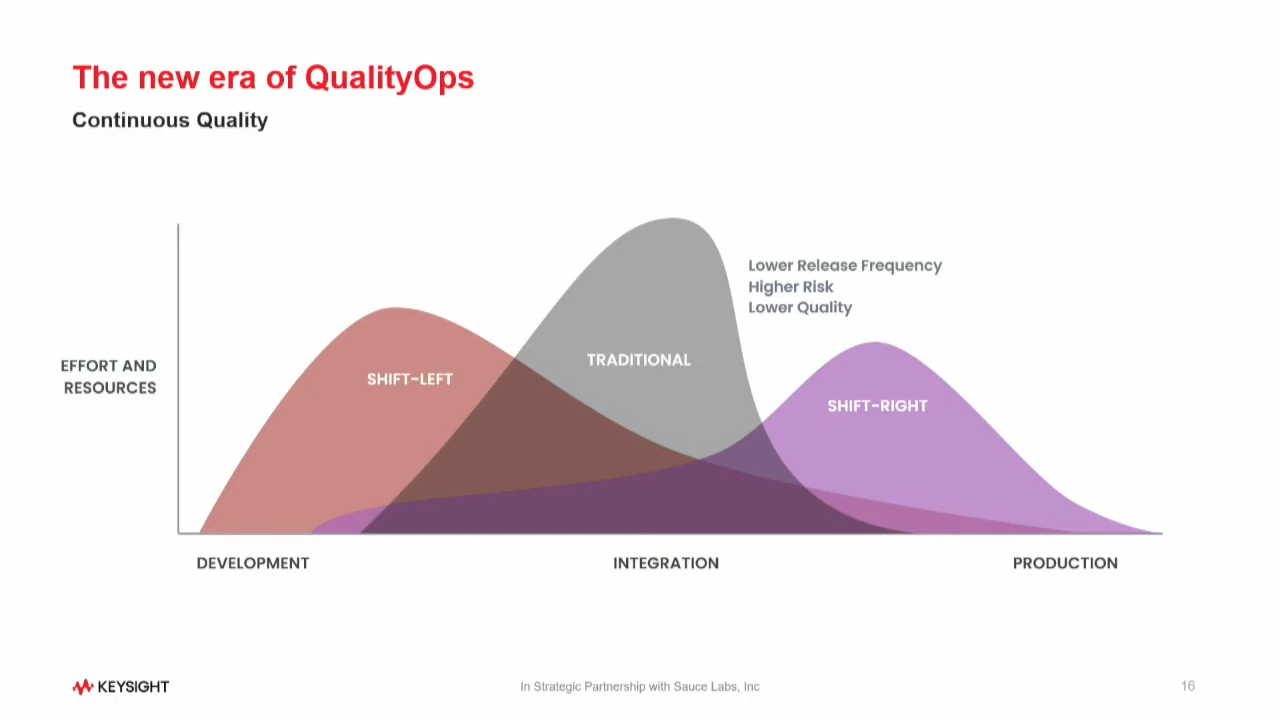 The new era of QualityOps
Continuous Quality
Lower Release Frequency
Higher Risk
Lower Quality
EFFORT AND
RESOURCES
SHIFT-LEFT
TRADITIONAL
SHIFT-RIGHT
DEVELOPMENT
INTEGRATION
PRODUCTION
KEYSIGHT
In Strategic Partnership with Sauce Labs, Inc
16